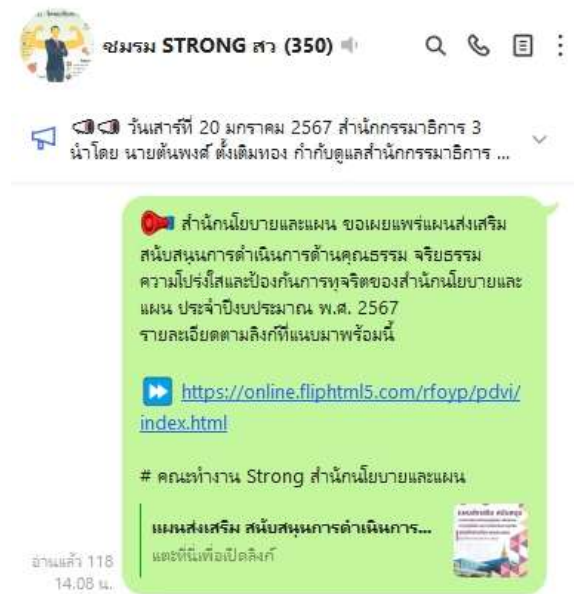 ชมรม STRONG สว (350)
วันเสาร์ที่ 20 มกราคม 2567 สำนักกรรมาธิการ 3
นำโดย นายต้นพงศ์ ตั้งเติมทอง กำกับดูแลสำนักกรรมาธิการ ...
สำนักนโยบายและแผน ขอเผยแพร่แผนส่งเสริม
สนับสนุนการดำเนินการด้านคุณธรรม จริยธรรม
ความโปร่งใสและป้องกันการทุจริตของสำนักนโยบายและ
แผน ประจำปีงบประมาณ พ.ศ. 2567
รายละเอียดตามลิงก์ที่แนบมาพร้อมนี้
https://online.fliphtml5.com/rfoyp/pdvi/
index.html
# คณะทำงาน Strong สำนักนโยบายและแผน
แผนส่งเสริม สนับสนุนการดำเนินการ...
แตะที่นี่เพื่อเปิดลิงก์
อ่านแล้ว 118
14.08 น.